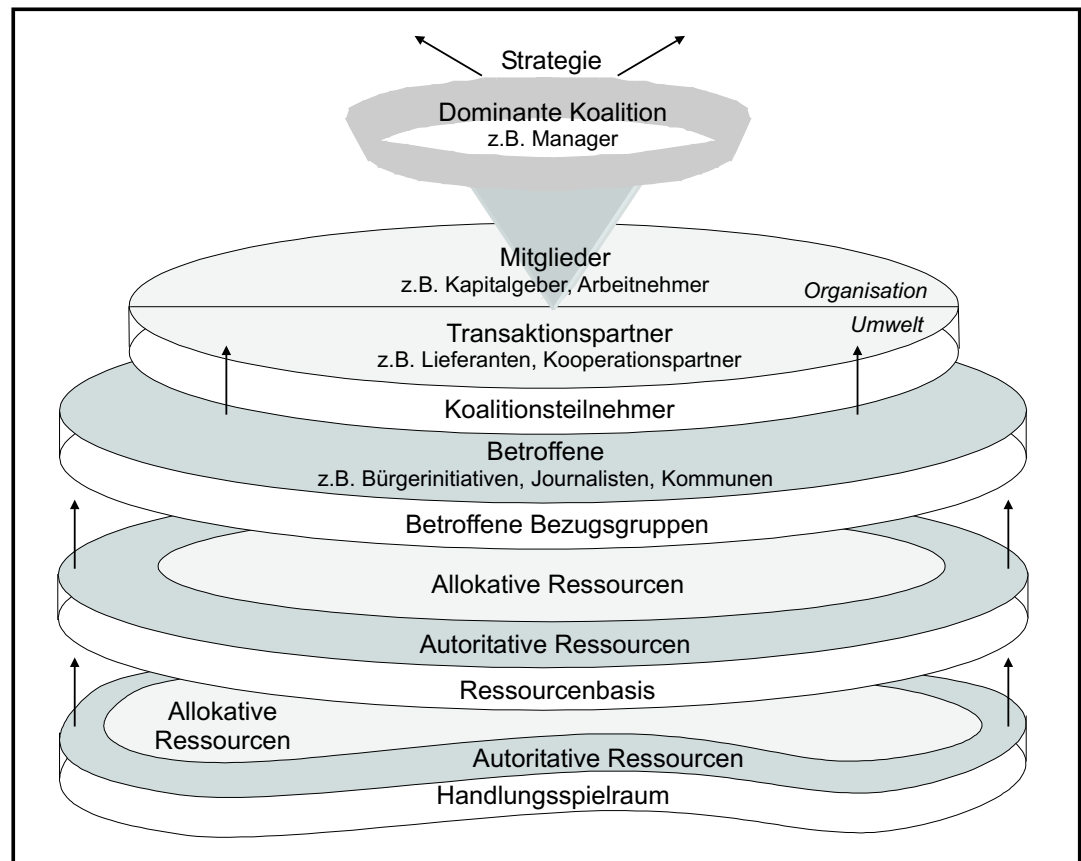 Strategie
Dominante Koalition
z.B. Manager
Mitglieder
z.B. Kapitalgeber, Arbeitnehmer
Organisation
Umwelt
Transaktionspartner
z.B. Lieferanten, Kooperationspartner
Koalitionsteilnehmer
Betroffene
z.B. Bürgerinitiativen, Journalisten, Kommunen
Betroffene Bezugsgruppen
Allokative Ressourcen
Autoritative Ressourcen
Ressourcenbasis
Allokative
Ressourcen
Autoritative Ressourcen
Handlungsspielraum